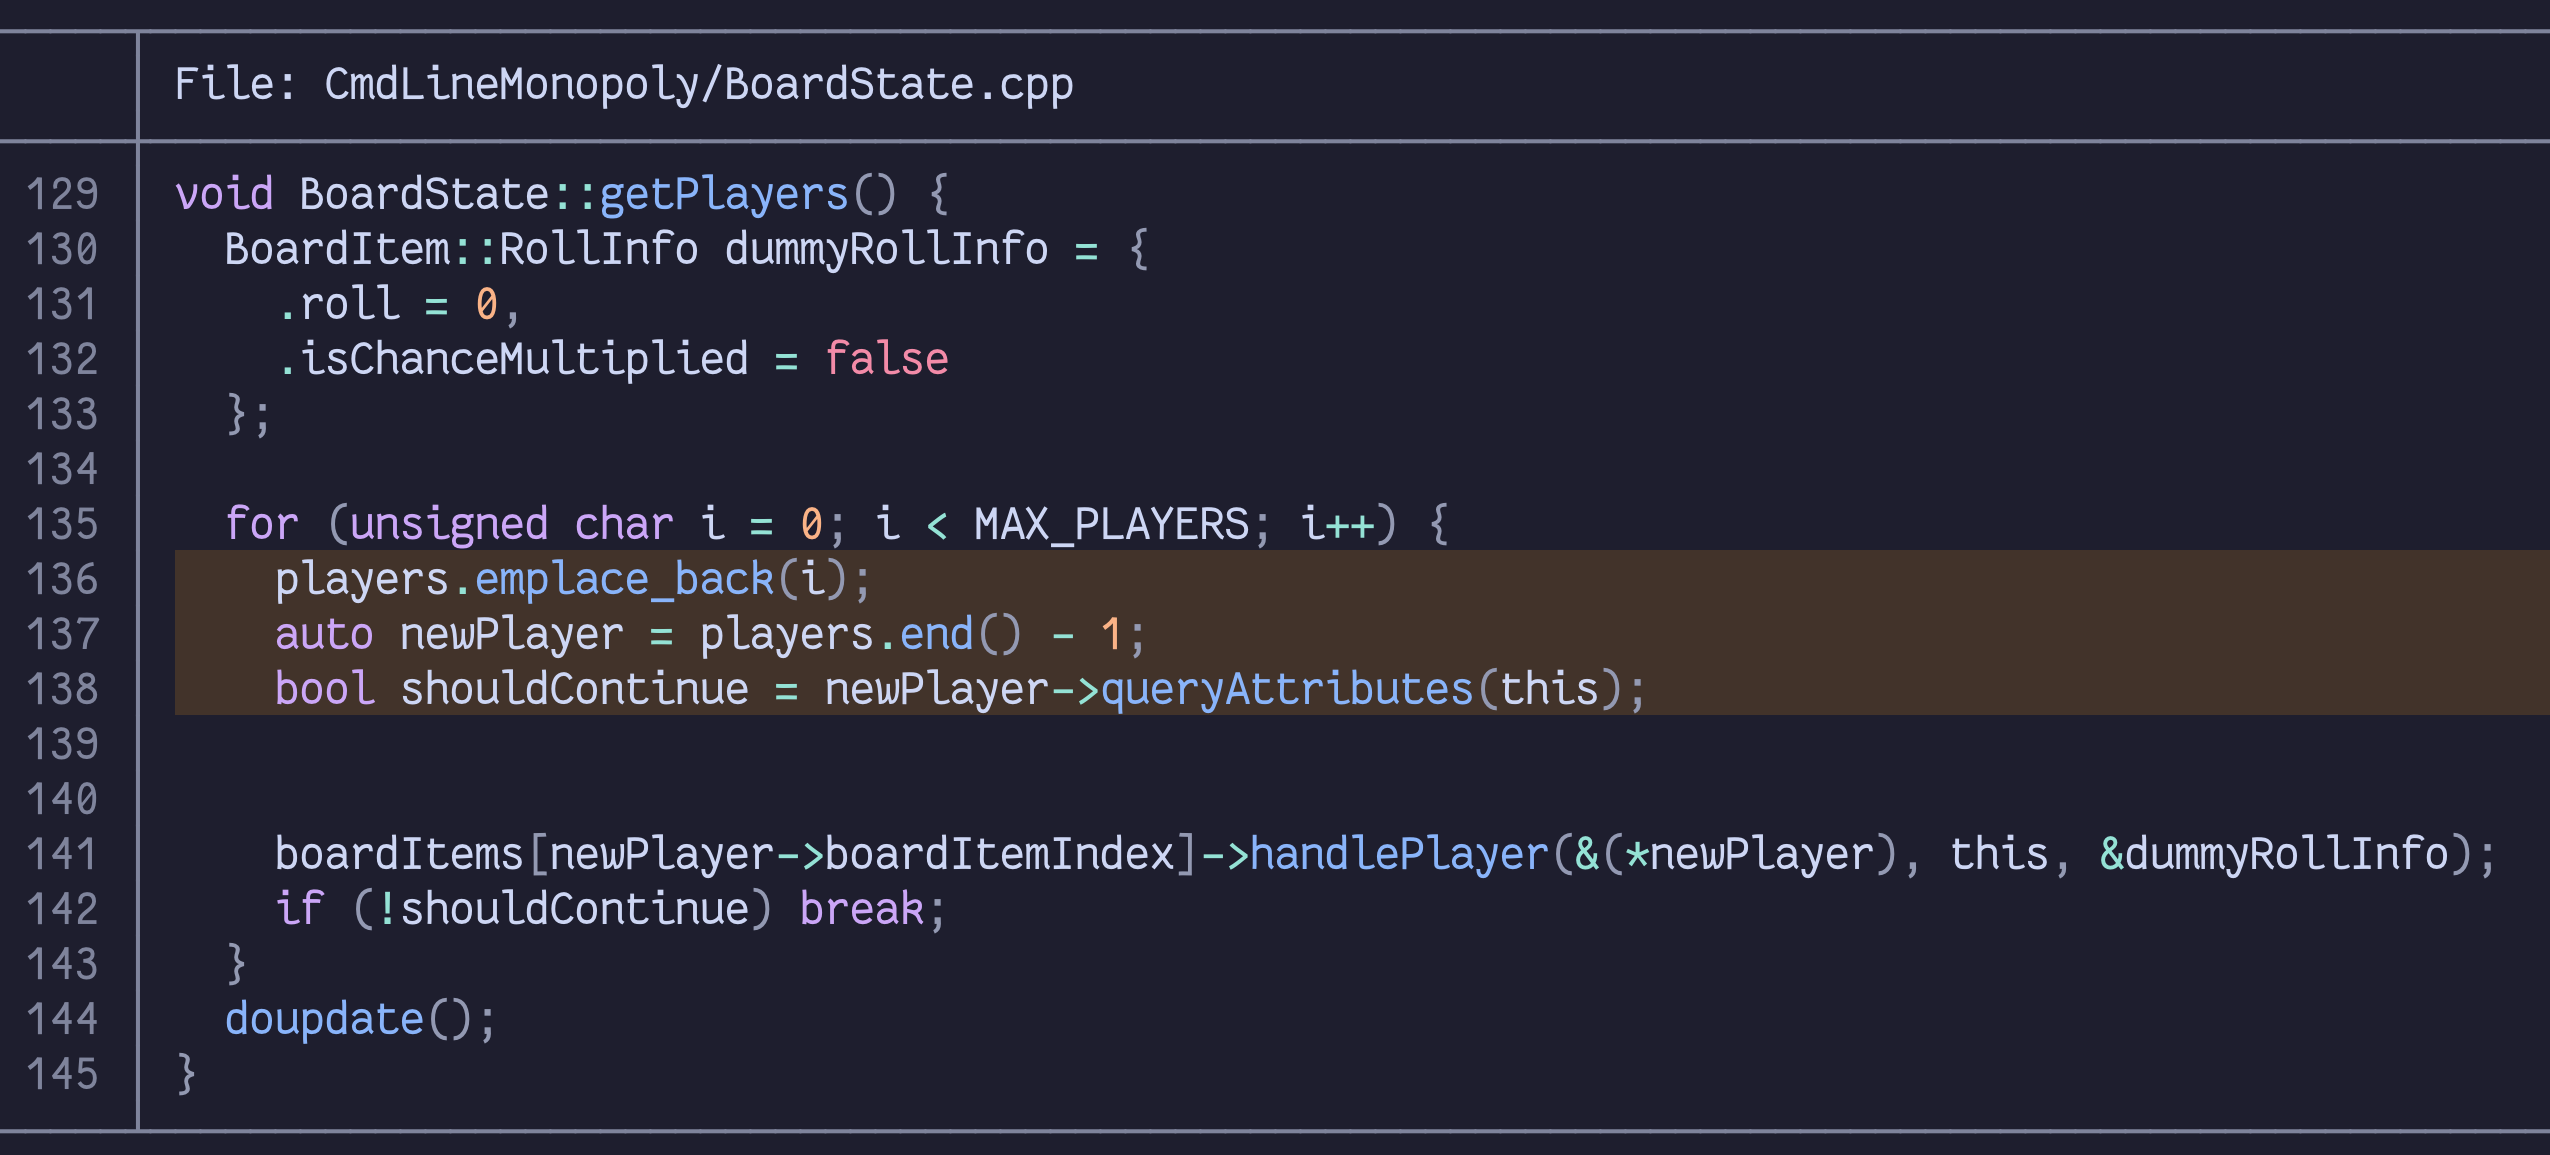 File: CmdLineMonopoly/BoardState.cpp
129 void BoardState::getPlayers() {
130   BoardItem::RollInfo dummyRollInfo = {
131     .roll = 0,
132     .isChanceMultiplied = false
133   };
134
135   for (unsigned char i = 0; i < MAX_PLAYERS; i++) {
136     players.emplace_back(i);
137     auto newPlayer = players.end() - 1;
138     bool shouldContinue = newPlayer->queryAttributes(this);
139
140
141     boardItems[newPlayer->boardItemIndex]->handlePlayer(&(*newPlayer), this, &dummyRollInfo);
142     if (!shouldContinue) break;
143   }
144   doupdate();
145 }